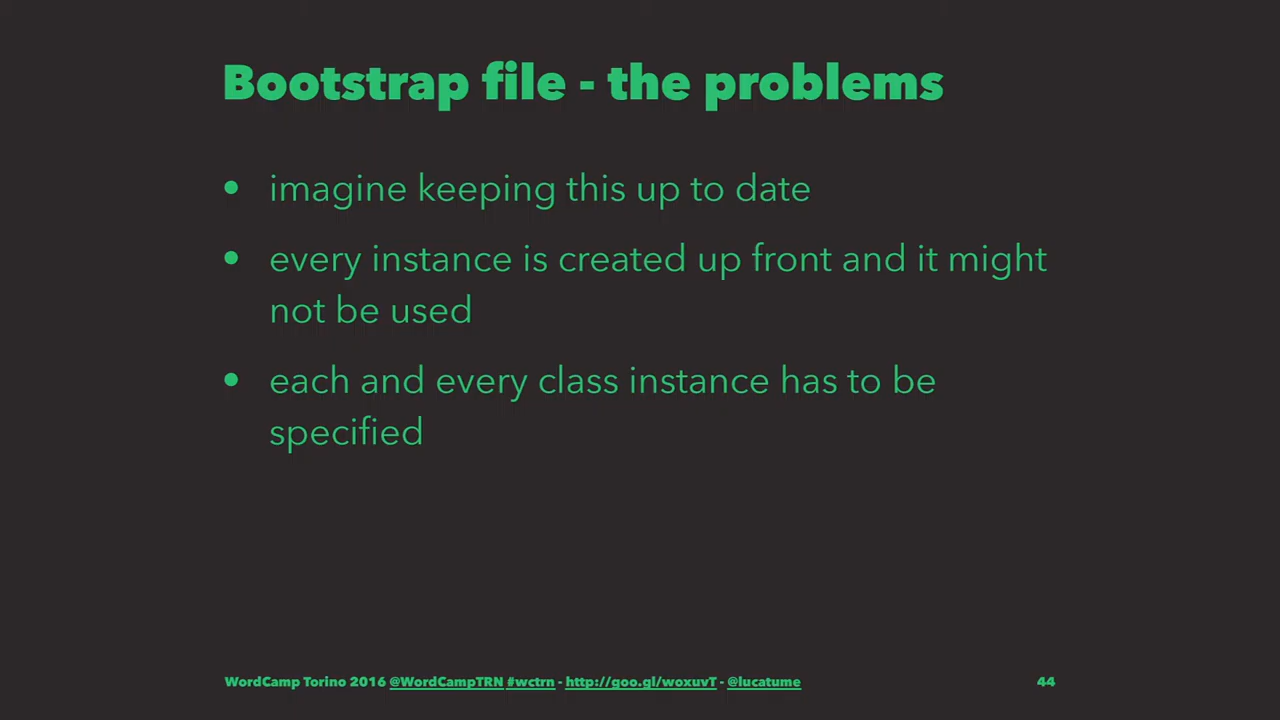 Bootstrap file - the problems
• imagine keeping this up to date
• every instance is created up front and it might
not be used
• each and every class instance has to be
specified
WordCamp Torino 2016 @WordCampTRN #wctrn - http://goo.gl/woxuvT - @lucatume 44